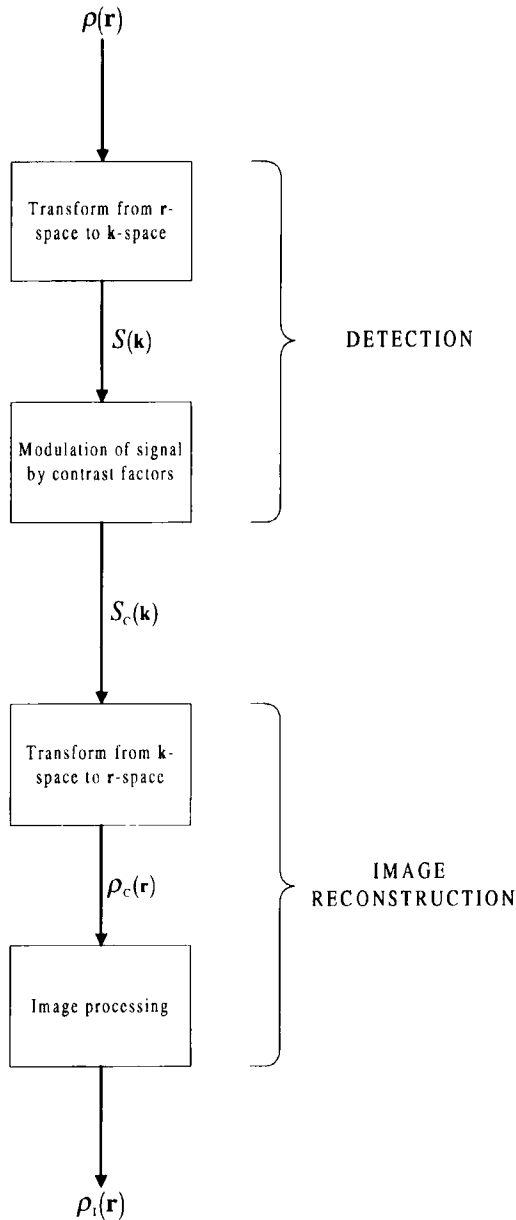 ρ(r)
Transform from r-
space to k-space
S(k)
DETECTION
Modulation of signal
by contrast factors
S_c(k)
Transform from k-
space to r-space
ρ_c(r)
IMAGE
RECONSTRUCTION
Image processing
ρ_I(r)